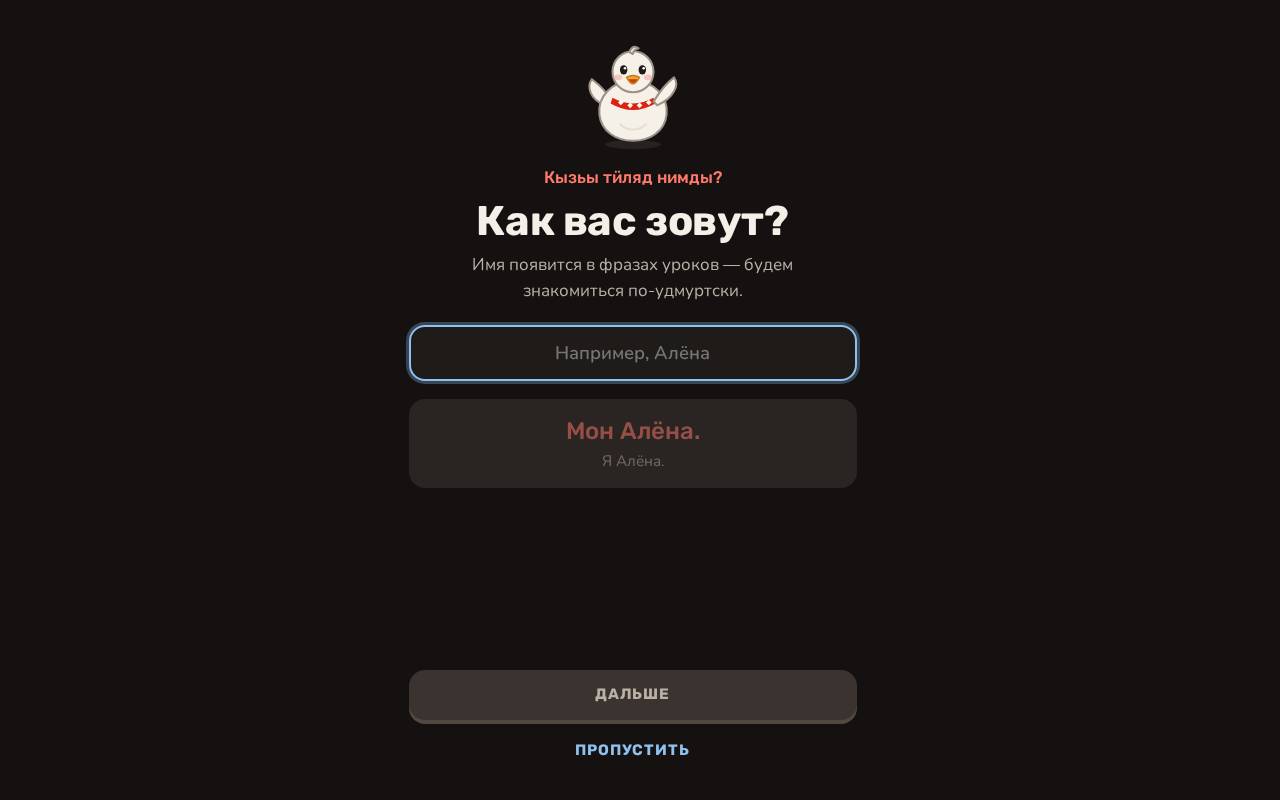 Кызьы тӥляд нимды?
Как вас зовут?
Имя появится в фразах уроков — будем
знакомиться по-удмуртски.
Например, Алёна
Мон Алёна.
Я Алёна.
ДАЛЬШЕ
ПРОПУСТИТЬ